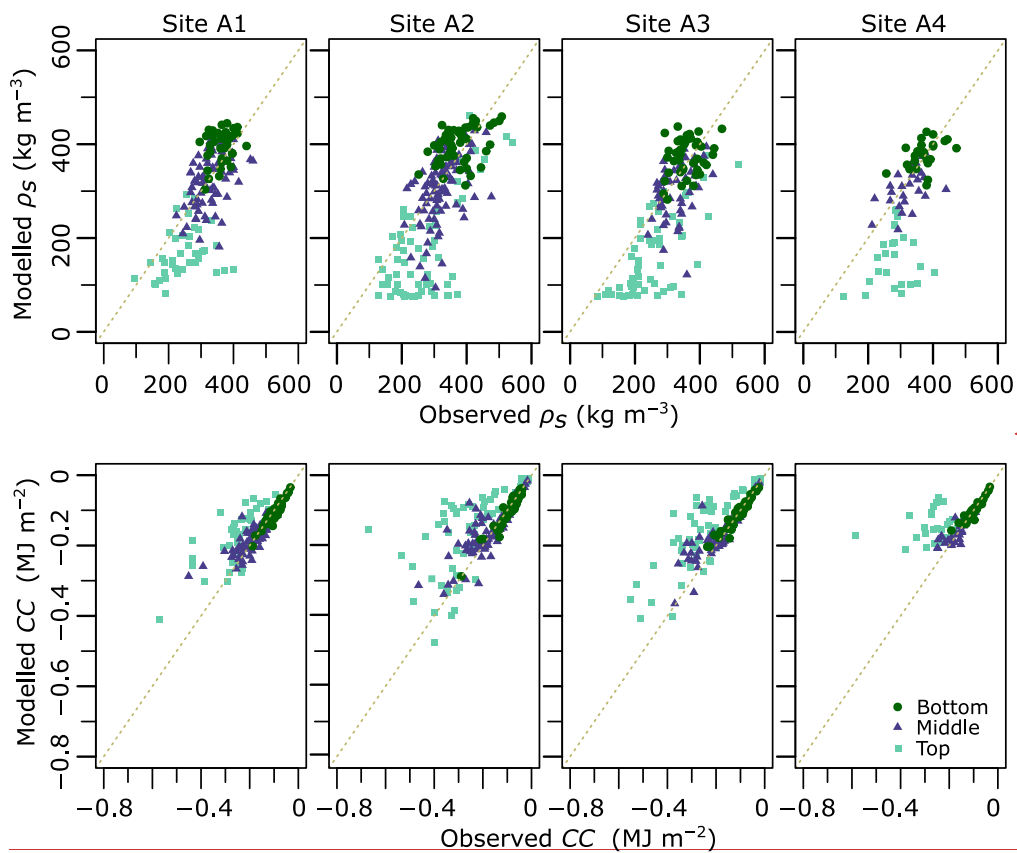 Site A1 Site A2 Site A3 Site A4
Modelled ρs (kg m⁻³)
600
400
200
0
0 200 400 600 0 200 400 600 0 200 400 600 0 200 400 600
Observed ρs (kg m⁻³)
Modelled CC (MJ m⁻²)
0
−0.2
−0.4
−0.6
−0.8
Bottom
Middle
Top
−0.8 −0.4 0 −0.8 −0.4 0 −0.8 −0.4 0 −0.8 −0.4 0
Observed CC (MJ m⁻²)